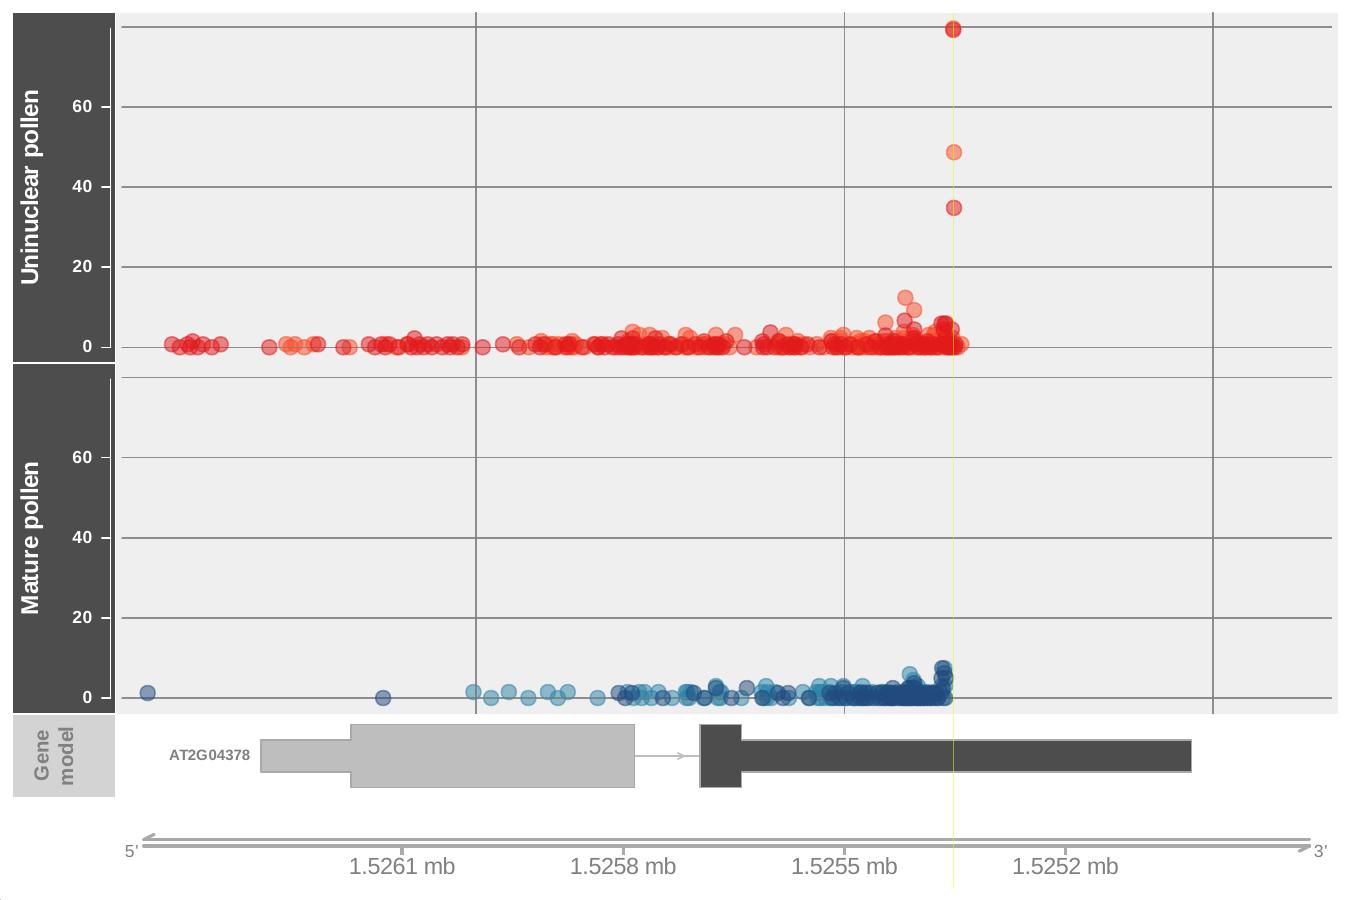 Uninuclear pollen
60
40
20
0
Mature pollen
60
40
20
0
Gene
model
AT2G04378
5'
3'
1.5261 mb
1.5258 mb
1.5255 mb
1.5252 mb